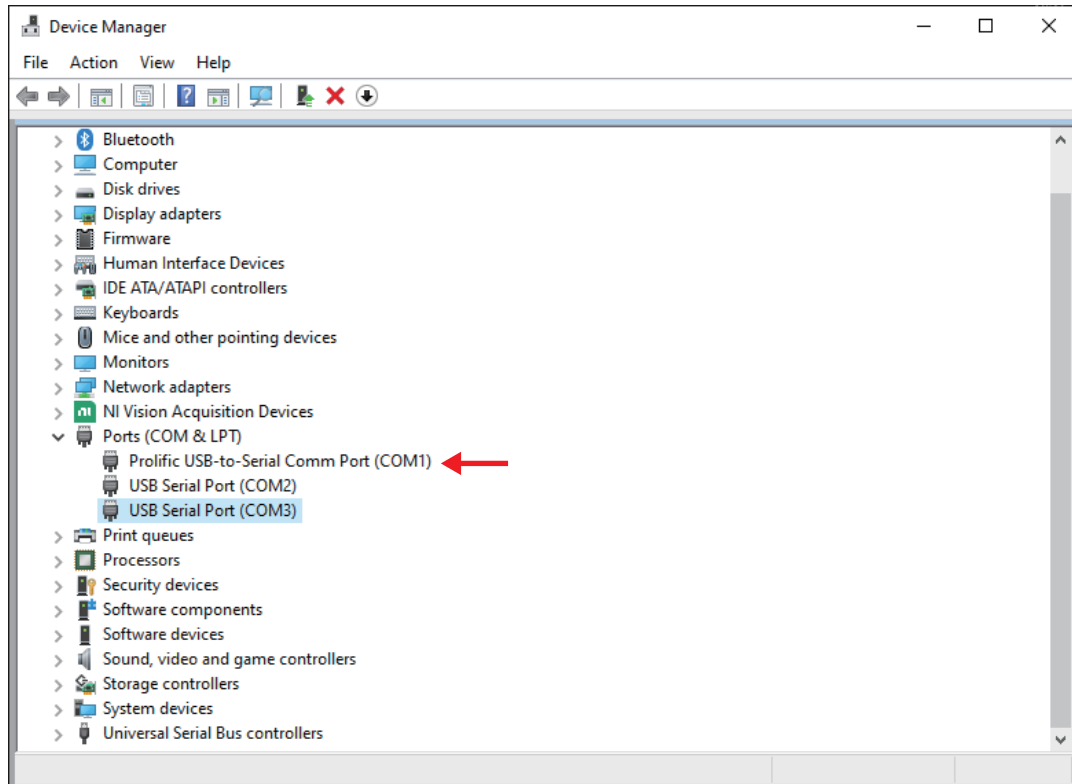 Device Manager
File Action View Help
Bluetooth
Computer
Disk drives
Display adapters
Firmware
Human Interface Devices
IDE ATA/ATAPI controllers
Keyboards
Mice and other pointing devices
Monitors
Network adapters
NI Vision Acquisition Devices
Ports (COM & LPT)
Prolific USB-to-Serial Comm Port (COM1)
USB Serial Port (COM2)
USB Serial Port (COM3)
Print queues
Processors
Security devices
Software components
Software devices
Sound, video and game controllers
Storage controllers
System devices
Universal Serial Bus controllers